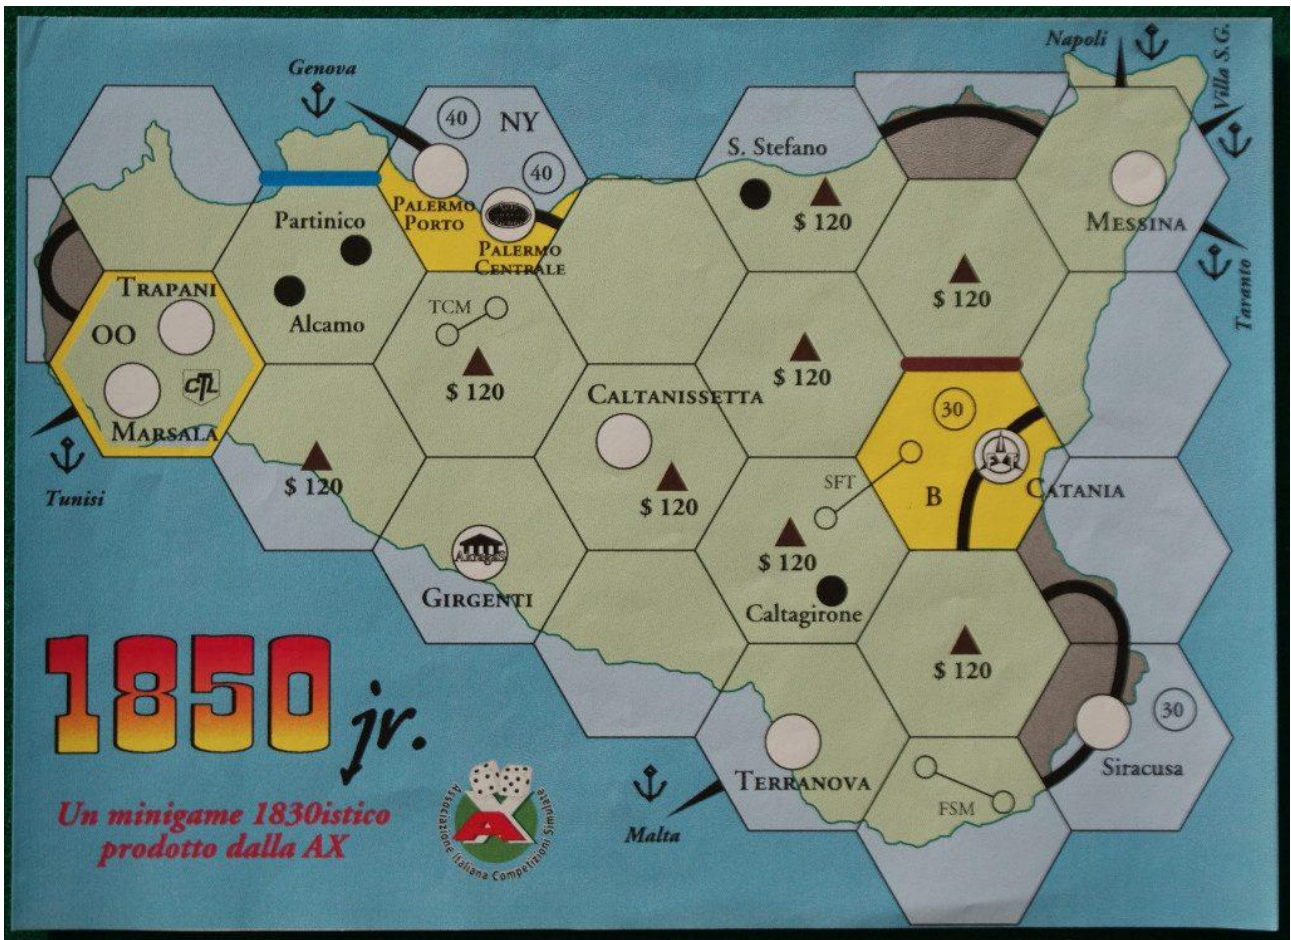 Genova
Napoli
Villa S.G.
40
NY
40
S. Stefano
$ 120
Partinico
PALERMO
PORTO
PALERMO
CENTRALE
MESSINA
Taranto
$ 120
TRAPANI
OO
CTL
MARSALA
Alcamo
TCM
$ 120
$ 120
CALTANISSETTA
30
Tunisi
$ 120
$ 120
SFT
B
CATANIA
$ 120
GIRGENTI
Caltagirone
$ 120
1850
jr.
30
Siracusa
TERRANOVA
FSM
Malta
Un minigame 1830istico
prodotto dalla AX
AX
Associazione Italiana Competizioni Simulate